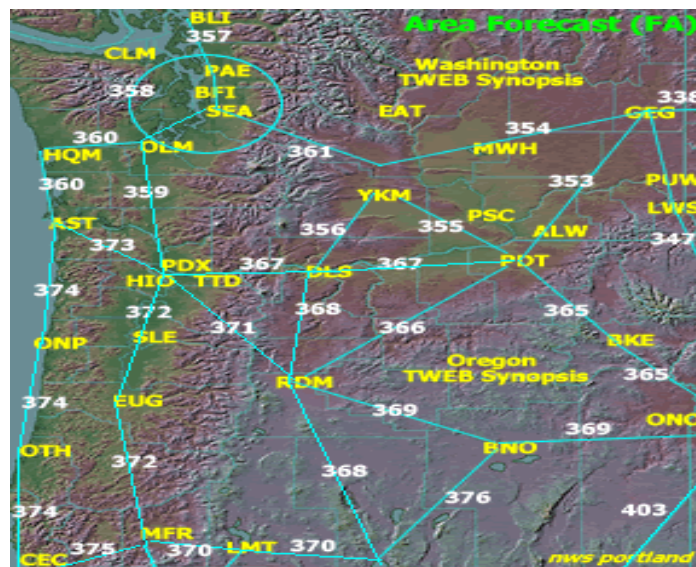 BLI
Area Forecast (FA)
357
CLM
Washington
PAE
TWEB Synopsis
358
BFI
338
SEA
EAT
GEG
360
354
OLM
MWH
HQM
361
353
PUW
360
359
YKM
LWS
AST
PSC
356
355
ALW
373
347
PDX
367
367
PDT
DLS
HIO
TTD
374
368
372
365
371
366
SLE
ONP
BKE
Oregon
TWEB Synopsis
365
RDM
374
EUG
369
ONO
369
BNO
OTH
372
368
376
374
403
MFR
375
370
LMT
370
CEC
nws portland